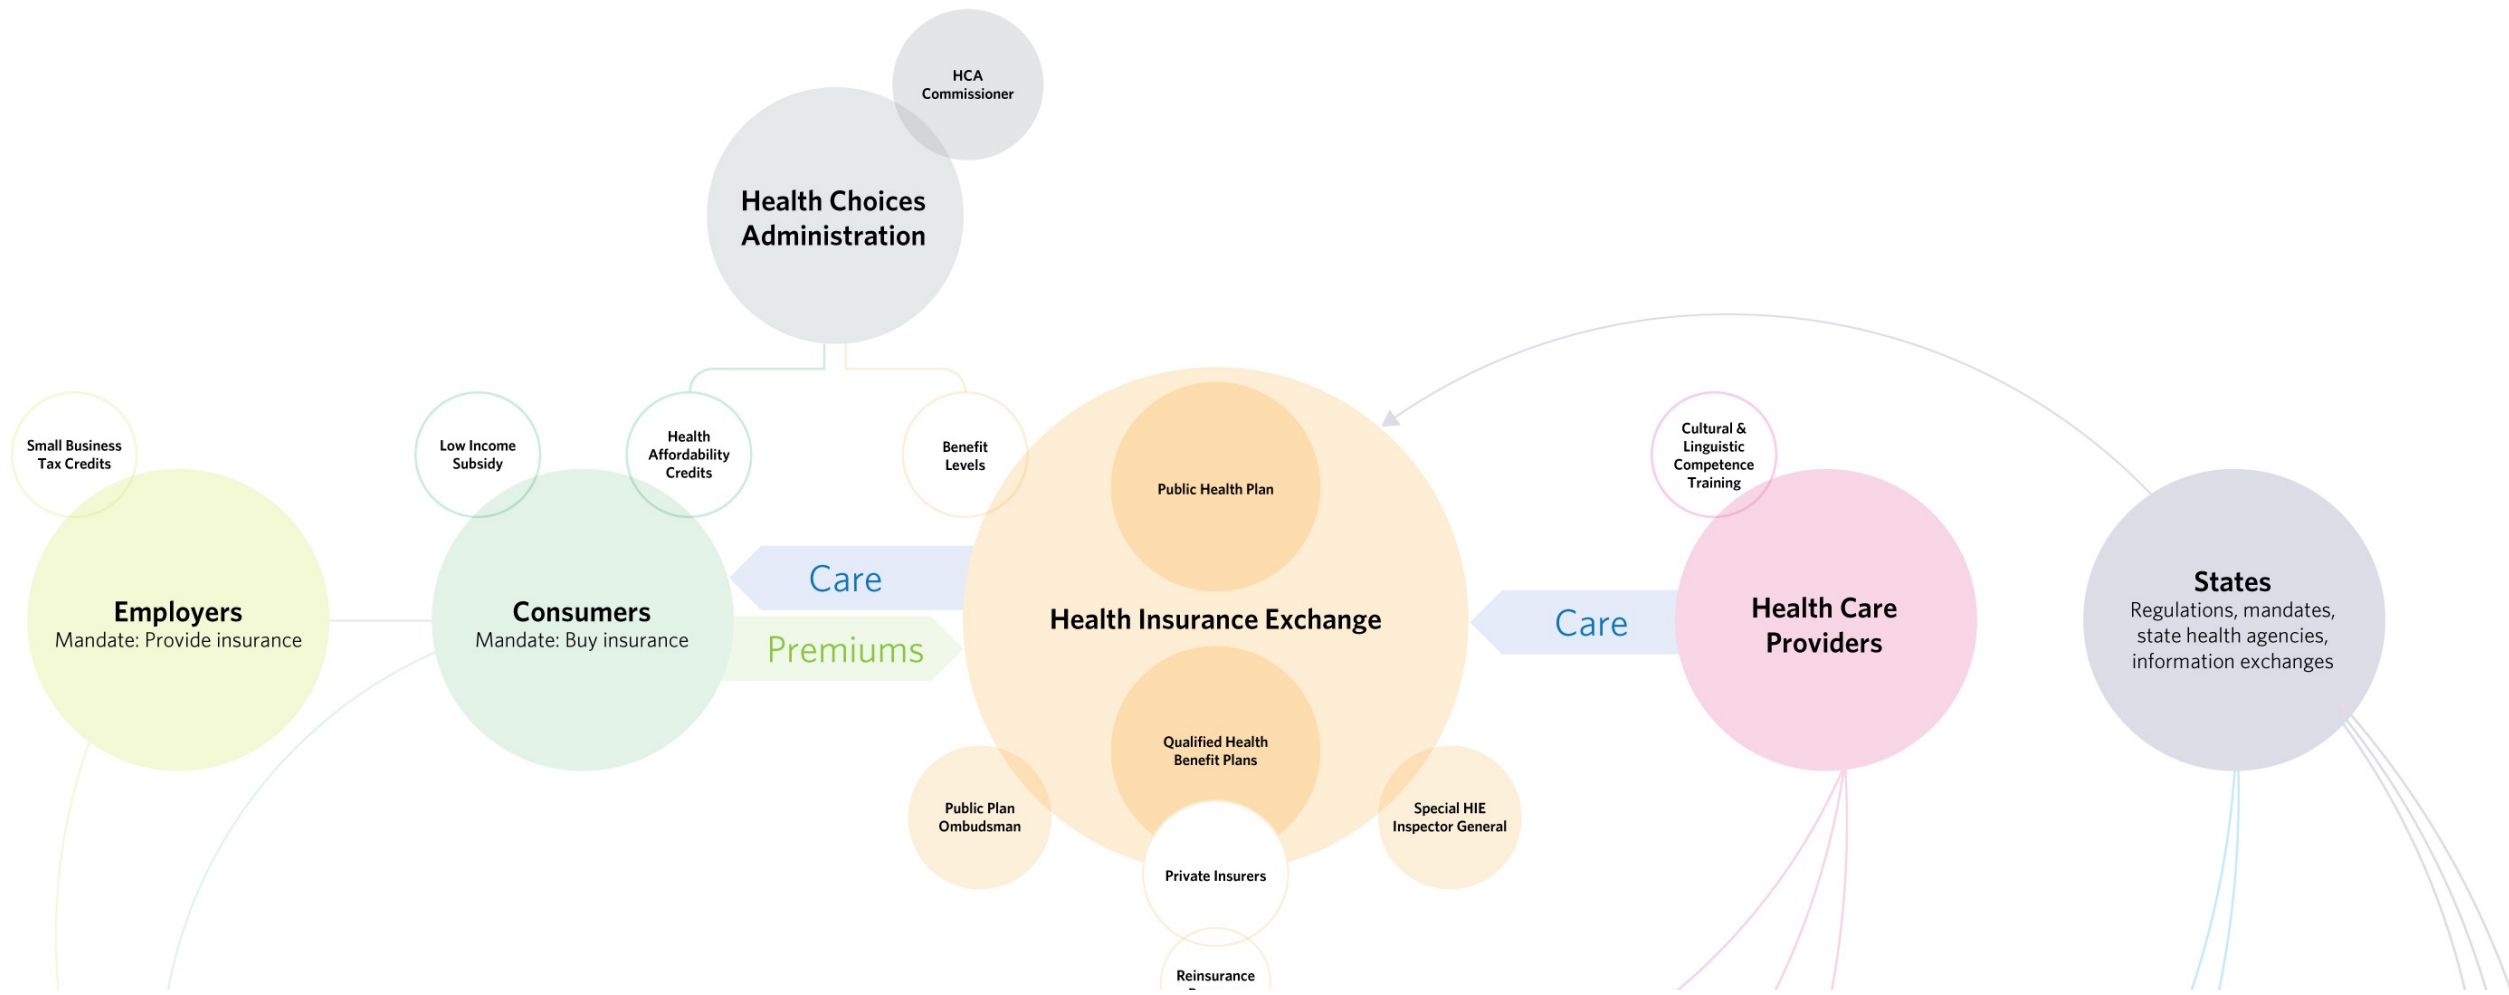 HCA
Commissioner
Health Choices
Administration
Small Business
Tax Credits
Low Income
Subsidy
Health
Affordability
Credits
Benefit
Levels
Cultural &
Linguistic
Competence
Training
Public Health Plan
Employers
Mandate: Provide insurance
Consumers
Mandate: Buy insurance
Care
Premiums
Health Insurance Exchange
Care
Health Care
Providers
States
Regulations, mandates,
state health agencies,
information exchanges
Qualified Health
Benefit Plans
Public Plan
Ombudsman
Special HIE
Inspector General
Private Insurers
Reinsurance